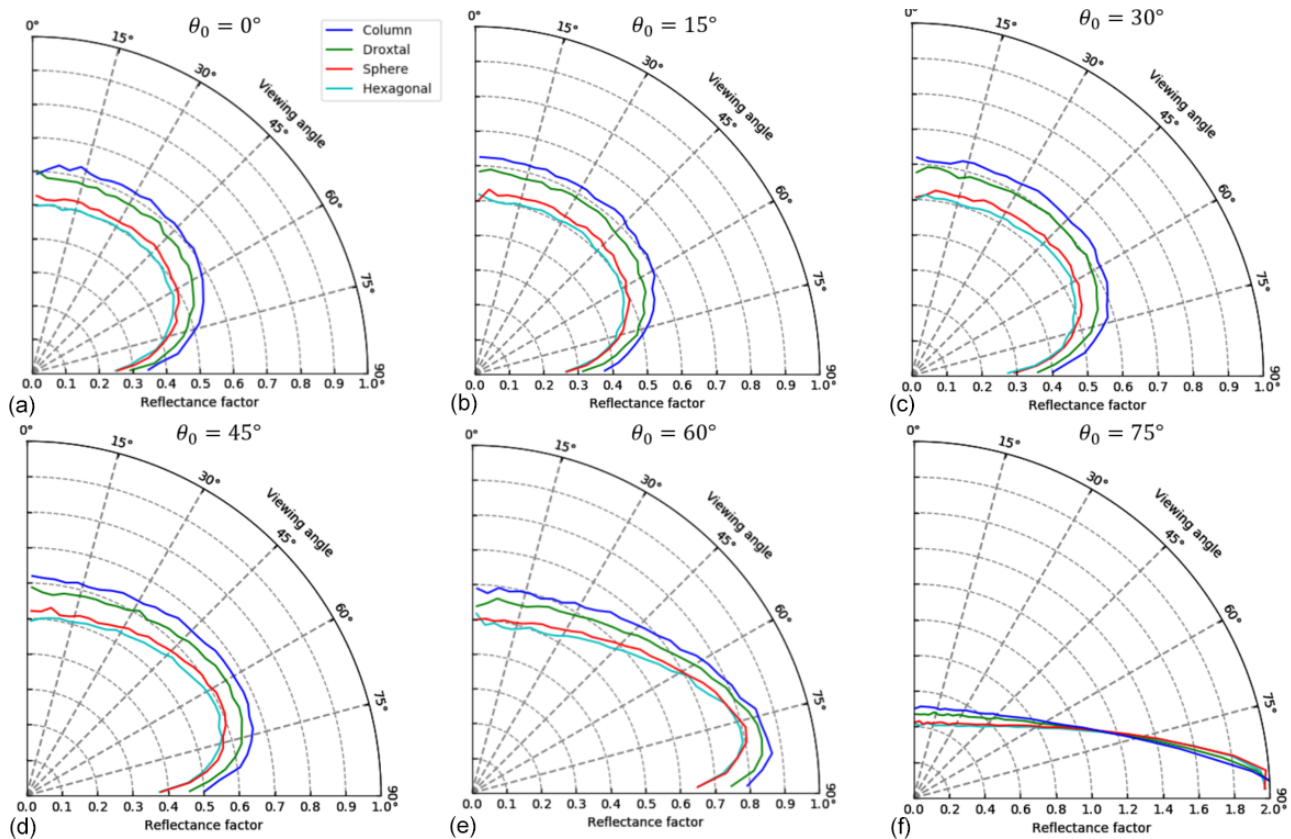 θ₀ = 0°
0°
15°
30°
45°
60°
75°
90°
Viewing angle
Column
Droxtal
Sphere
Hexagonal
0.0 0.1 0.2 0.3 0.4 0.5 0.6 0.7 0.8 0.9 1.0
Reflectance factor
(a)
θ₀ = 15°
0°
15°
30°
45°
60°
75°
90°
Viewing angle
0.0 0.1 0.2 0.3 0.4 0.5 0.6 0.7 0.8 0.9 1.0
Reflectance factor
(b)
θ₀ = 30°
0°
15°
30°
45°
60°
75°
90°
Viewing angle
0.0 0.1 0.2 0.3 0.4 0.5 0.6 0.7 0.8 0.9 1.0
Reflectance factor
(c)
θ₀ = 45°
0°
15°
30°
45°
60°
75°
90°
Viewing angle
0.0 0.1 0.2 0.3 0.4 0.5 0.6 0.7 0.8 0.9 1.0
Reflectance factor
(d)
θ₀ = 60°
0°
15°
30°
45°
60°
75°
90°
Viewing angle
0.0 0.1 0.2 0.3 0.4 0.5 0.6 0.7 0.8 0.9 1.0
Reflectance factor
(e)
θ₀ = 75°
0°
15°
30°
45°
60°
75°
90°
Viewing angle
0.0 0.2 0.4 0.6 0.8 1.0 1.2 1.4 1.6 1.8 2.0
Reflectance factor
(f)